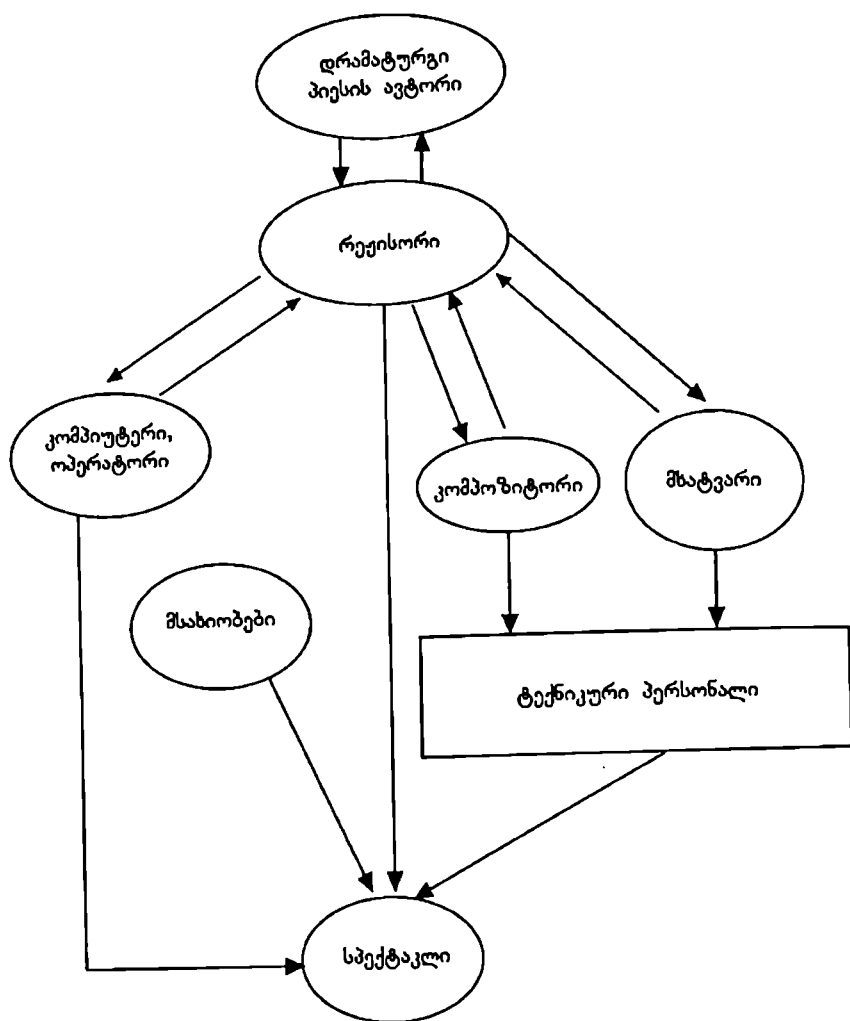 დრამატურგი
პიესის ავტორი
რეჟისორი
კომპიუტერი,
ოპერატორი
კომპოზიტორი
მხატვარი
მსახიობები
ტექნიკური პერსონალი
სპექტაკლი